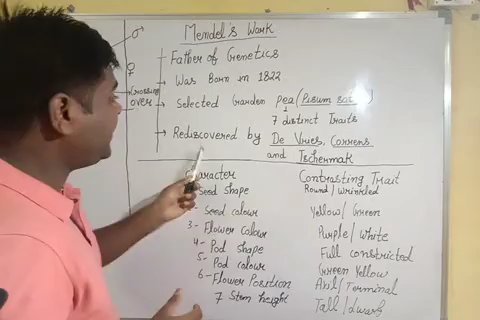 Mendel's Work
♂
Father of Genetics
♀
→ Was Born in 1822
Crossing over
→ Selected Garden pea (Pisum
7 distinct Traits
→ Rediscovered by De Vries, Correns
and Tschermak
aracter Contrasting Trait
Seed Shape Round/Wrinkled
Seed colour Yellow/Green
3- Flower Colour Purple/White
4- Pod shape Full constricted
5- Pod colour Green Yellow
6- Flower Position Axil/Terminal
7 Stem height Tall/dwarf